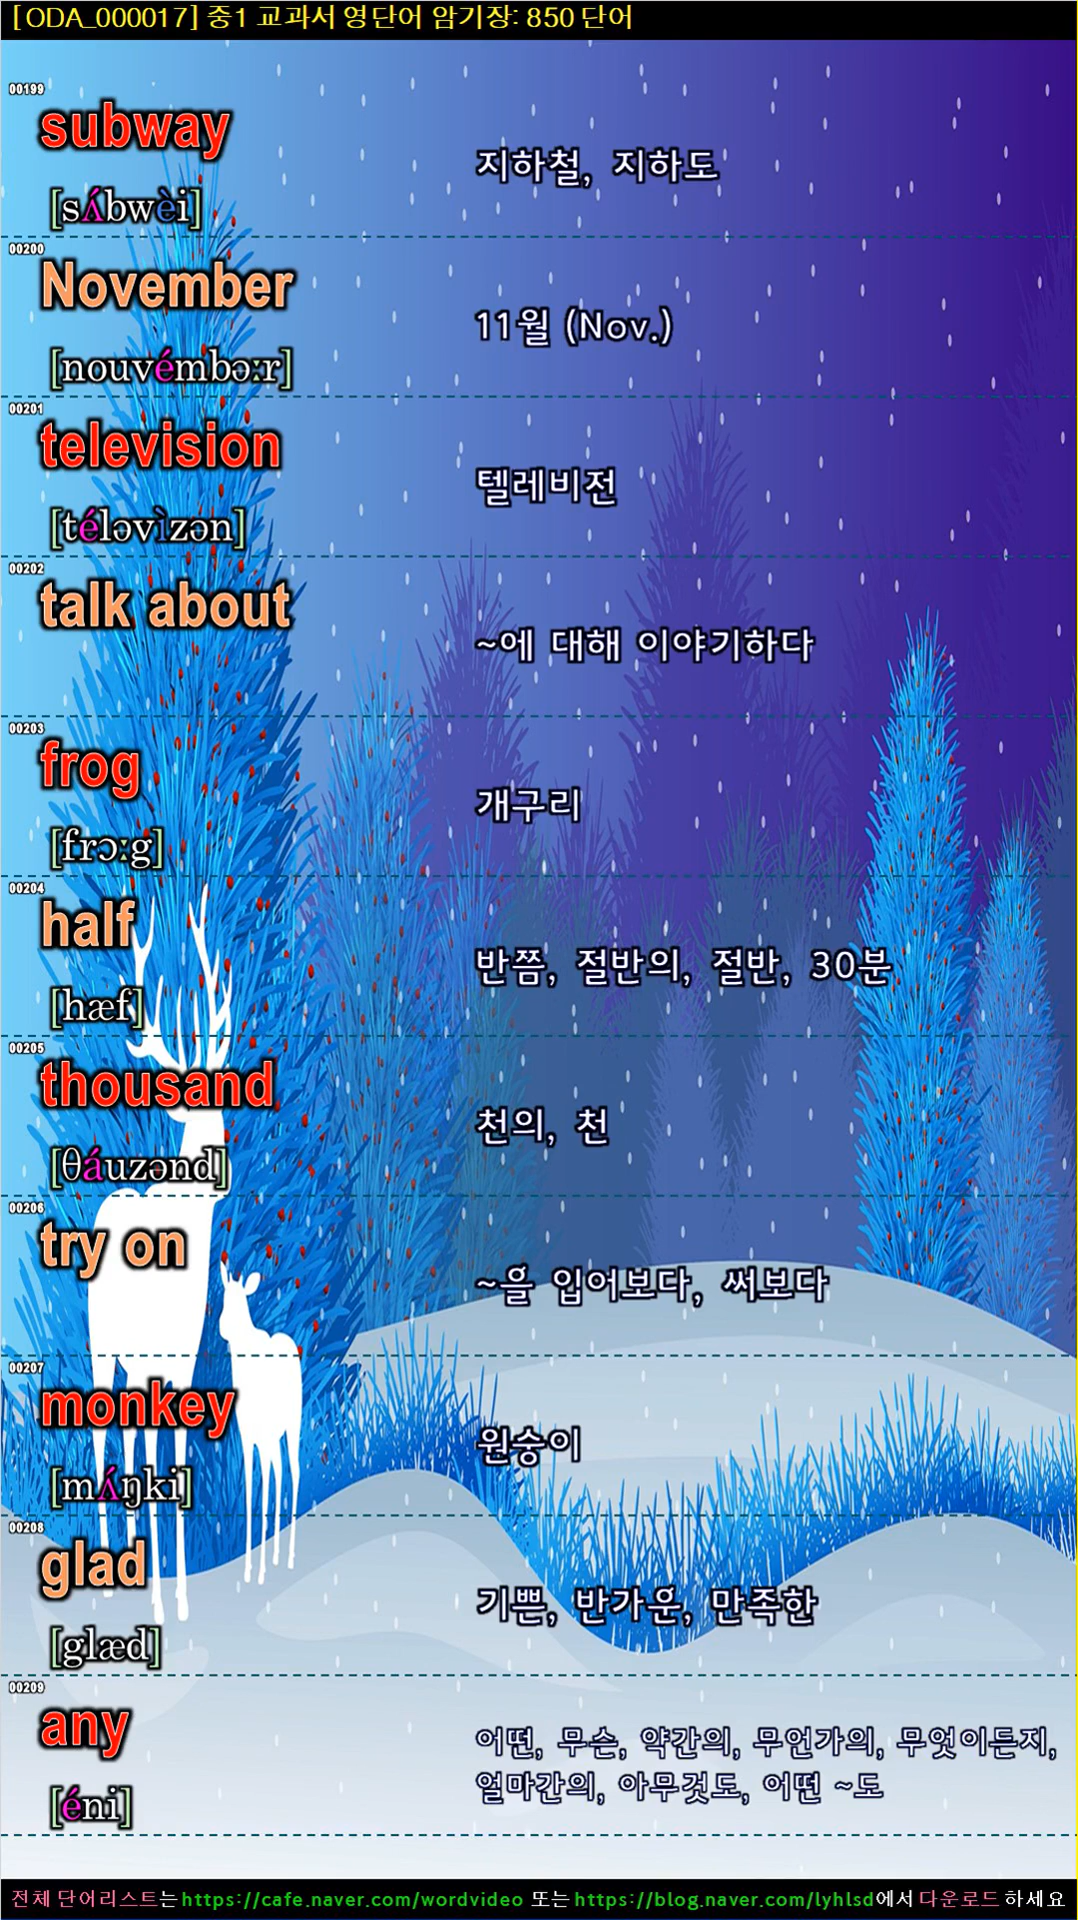 [ODA_000017] 중1 교과서 영단어 암기장: 850 단어
00199
subway
지하철, 지하도
[sʌ́bwèi]
00200
November
11월 (Nov.)
[nouvémbəːr]
00201
television
텔레비전
[téləvìzən]
00202
talk about
~에 대해 이야기하다
00203
frog
개구리
[frɔːg]
00204
half
반쯤, 절반의, 절반, 30분
[hæf]
00205
thousand
천의, 천
[θáuzənd]
00206
try on
~을 입어보다, 써보다
00207
monkey
원숭이
[mʌ́ŋki]
00208
glad
기쁜, 반가운, 만족한
[glæd]
00209
any
어떤, 무슨, 약간의, 무언가의, 무엇이든지,
얼마간의, 아무것도, 어떤 ~도
[éni]
전체 단어리스트는 https://cafe.naver.com/wordvideo 또는 https://blog.naver.com/lyhlsd에서 다운로드 하세요